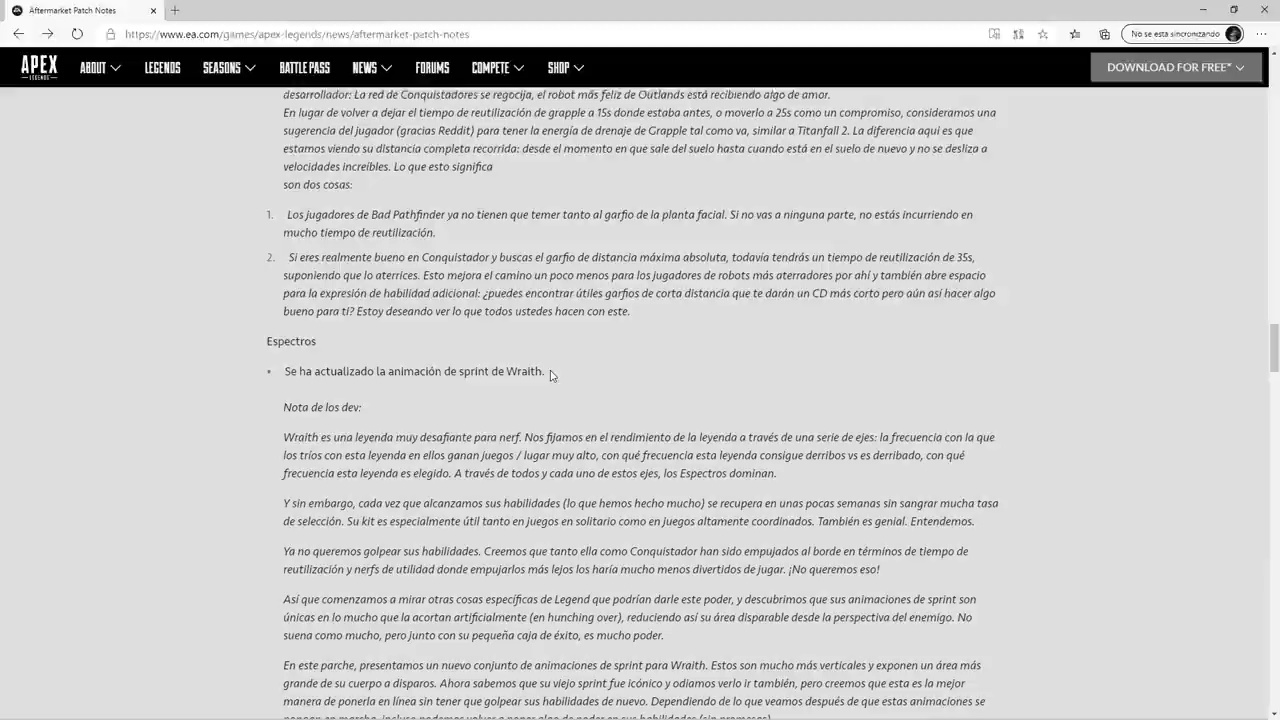 Aftermarket Patch Notes
https://www.ea.com/games/apex-legends/news/aftermarket-patch-notes
No se está sincronizando
APEX
LEGENDS
ABOUT
LEGENDS
SEASONS
BATTLE PASS
NEWS
FORUMS
COMPETE
SHOP
DOWNLOAD FOR FREE*
desarrollador: La red de Conquistadores se regocija, el robot más feliz de Outlands está recibiendo algo de amor.
En lugar de volver a dejar el tiempo de reutilización de grapple a 15s donde estaba antes, o moverlo a 25s como un compromiso, consideramos una
sugerencia del jugador (gracias Reddit) para tener la energía de drenaje de Grapple tal como va, similar a Titanfall 2. La diferencia aquí es que
estamos viendo su distancia completa recorrida: desde el momento en que sale del suelo hasta cuando está en el suelo de nuevo y no se desliza a
velocidades increíbles. Lo que esto significa
son dos cosas:
1. Los jugadores de Bad Pathfinder ya no tienen que temer tanto al garfio de la planta facial. Si no vas a ninguna parte, no estás incurriendo en
mucho tiempo de reutilización.
2. Si eres realmente bueno en Conquistador y buscas el garfio de distancia máxima absoluta, todavía tendrás un tiempo de reutilización de 35s,
suponiendo que lo aterrices. Esto mejora el camino un poco menos para los jugadores de robots más aterradores por ahí y también abre espacio
para la expresión de habilidad adicional: ¿puedes encontrar útiles garfios de corta distancia que te darán un CD más corto pero aún así hacer algo
bueno para ti? Estoy deseando ver lo que todos ustedes hacen con este.
Espectros
• Se ha actualizado la animación de sprint de Wraith.
Nota de los dev:
Wraith es una leyenda muy desafiante para nerf. Nos fijamos en el rendimiento de la leyenda a través de una serie de ejes: la frecuencia con la que
los tríos con esta leyenda en ellos ganan juegos / lugar muy alto, con qué frecuencia esta leyenda consigue derribos vs es derribado, con qué
frecuencia esta leyenda es elegido. A través de todos y cada uno de estos ejes, los Espectros dominan.
Y sin embargo, cada vez que alcanzamos sus habilidades (lo que hemos hecho mucho) se recupera en unas pocas semanas sin sangrar mucha tasa
de selección. Su kit es especialmente útil tanto en juegos en solitario como en juegos altamente coordinados. También es genial. Entendemos.
Ya no queremos golpear sus habilidades. Creemos que tanto ella como Conquistador han sido empujados al borde en términos de tiempo de
reutilización y nerfs de utilidad donde empujarlos más lejos los haría mucho menos divertidos de jugar. ¡No queremos eso!
Así que comenzamos a mirar otras cosas específicas de Legend que podrían darle este poder, y descubrimos que sus animaciones de sprint son
únicas en lo mucho que la acortan artificialmente (en hunching over), reduciendo así su área disparable desde la perspectiva del enemigo. No
suena como mucho, pero junto con su pequeña caja de éxito, es mucho poder.
En este parche, presentamos un nuevo conjunto de animaciones de sprint para Wraith. Estos son mucho más verticales y exponen un área más
grande de su cuerpo a disparos. Ahora sabemos que su viejo sprint fue icónico y odiamos verlo ir también, pero creemos que esta es la mejor
manera de ponerla en línea sin tener que golpear sus habilidades de nuevo. Dependiendo de lo que veamos después de que estas animaciones se
pongan en marcha, incluso podemos volver a poner algo de poder en sus habilidades (sin promesas).